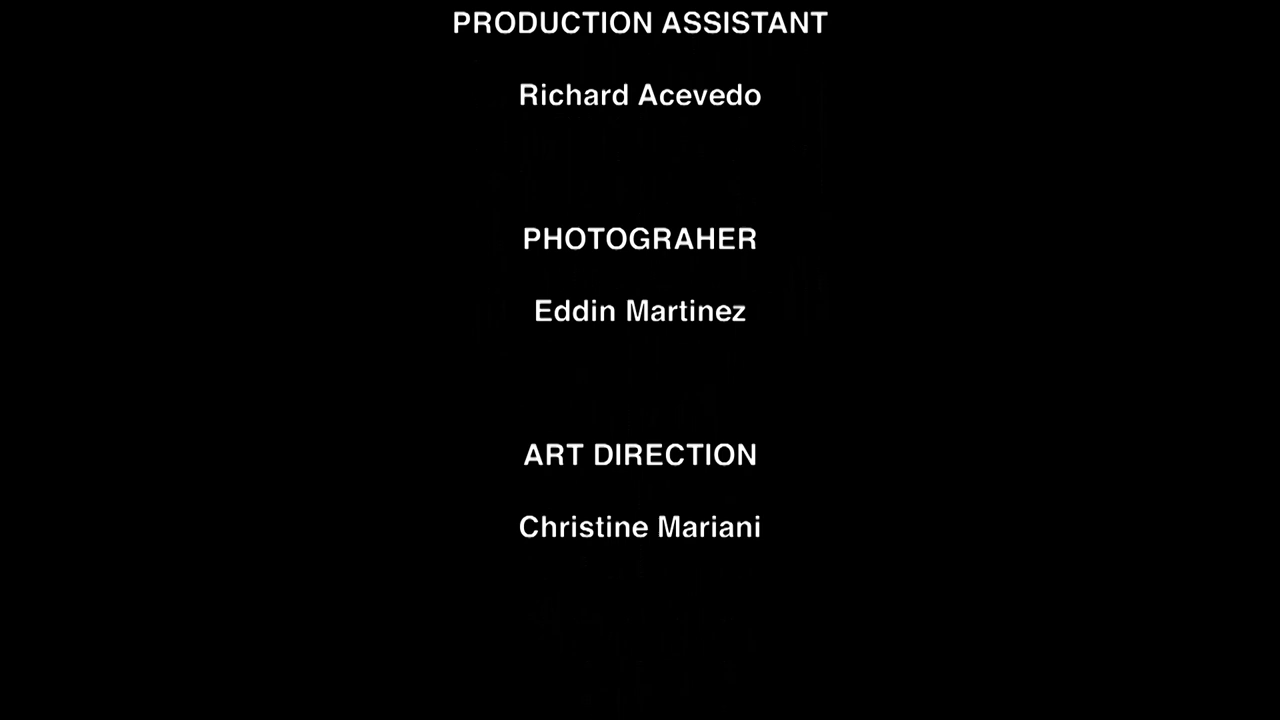 PRODUCTION ASSISTANT
Richard Acevedo
PHOTOGRAHER
Eddin Martinez
ART DIRECTION
Christine Mariani